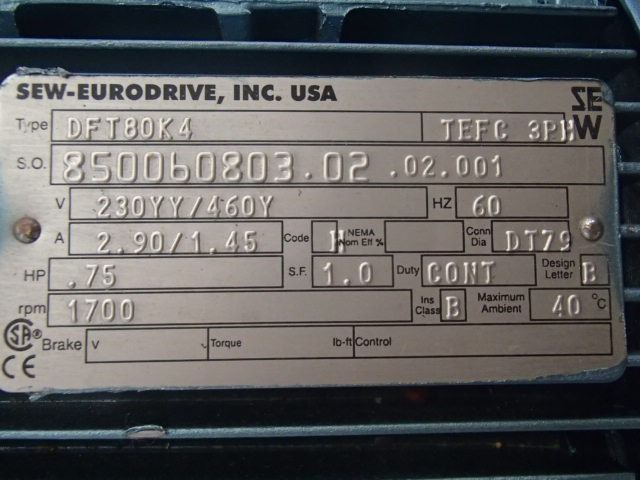 SEW-EURODRIVE, INC. USA
SEW
Type DFT80K4 TEFC 3PH
S.O. 850060803.02.02.001
V 230YY/460Y HZ 60
A 2.90/1.45 Code H NEMA Nom Eff % Conn Dia DT79
HP .75 S.F. 1.0 Duty CONT Design Letter B
rpm 1700 Ins Class B Maximum Ambient 40 °C
SA Brake V Torque lb-ft Control
CE